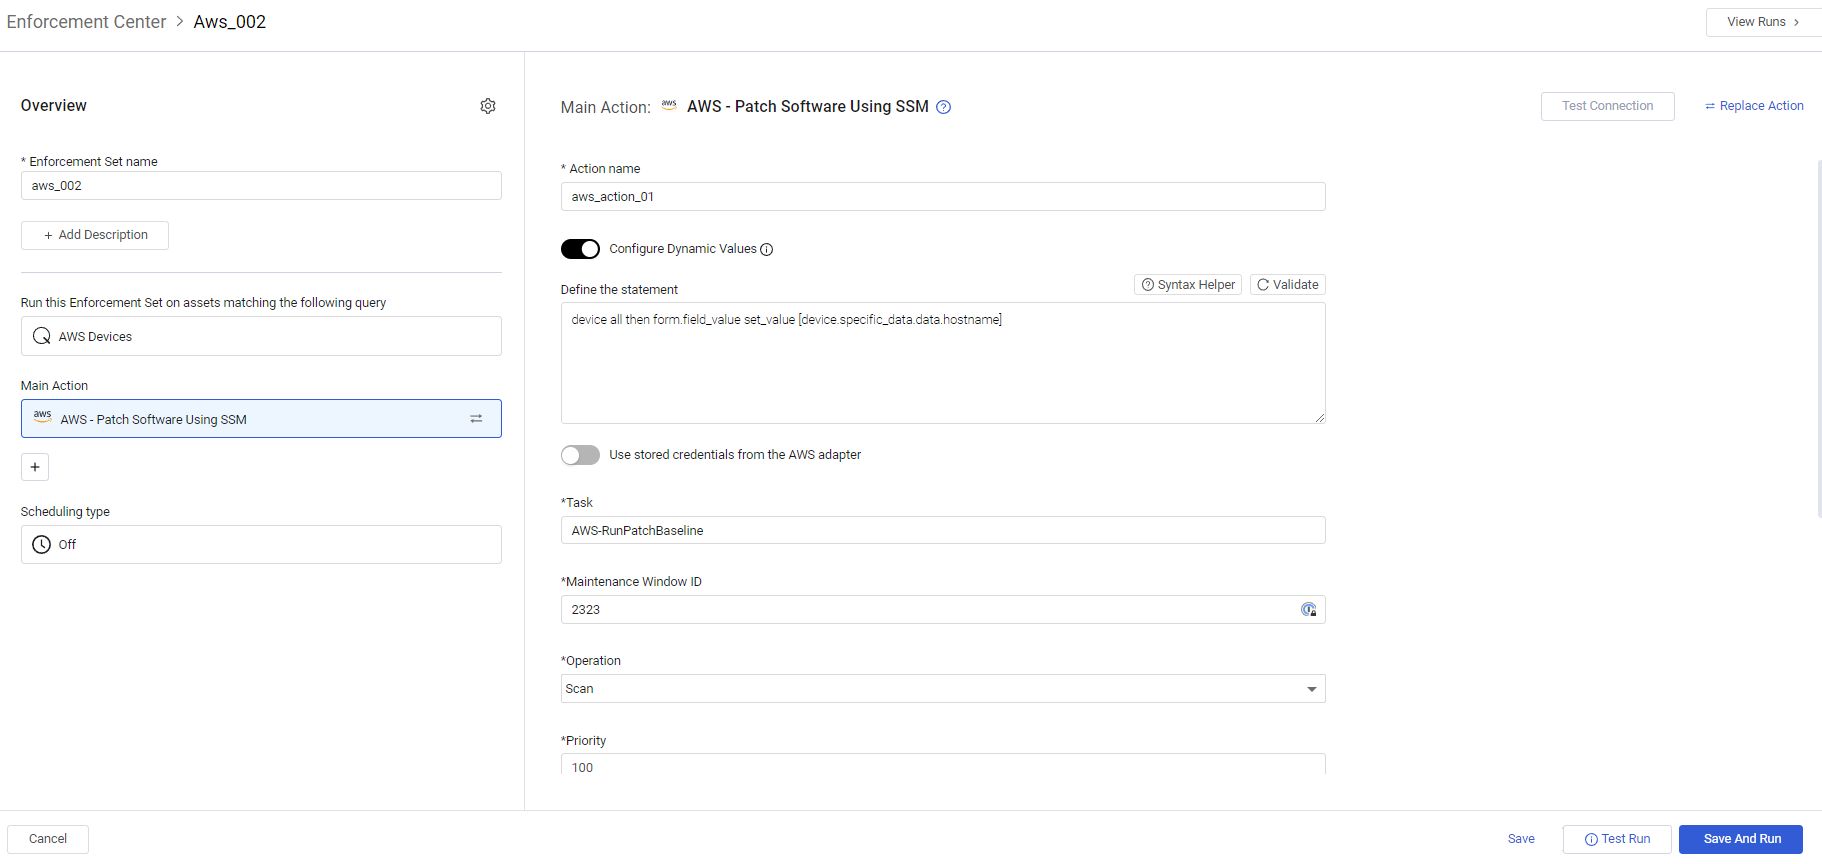 Enforcement Center > Aws_002
View Runs >
Overview
* Enforcement Set name
aws_002
+ Add Description
Run this Enforcement Set on assets matching the following query
AWS Devices
Main Action
aws AWS - Patch Software Using SSM
+
Scheduling type
Off
Main Action: aws AWS - Patch Software Using SSM
Test Connection
Replace Action
* Action name
aws_action_01
Configure Dynamic Values
Define the statement
Syntax Helper
Validate
device all then form.field_value set_value [device.specific_data.data.hostname]
Use stored credentials from the AWS adapter
*Task
AWS-RunPatchBaseline
*Maintenance Window ID
2323
*Operation
Scan
*Priority
100
Cancel
Save
Test Run
Save And Run